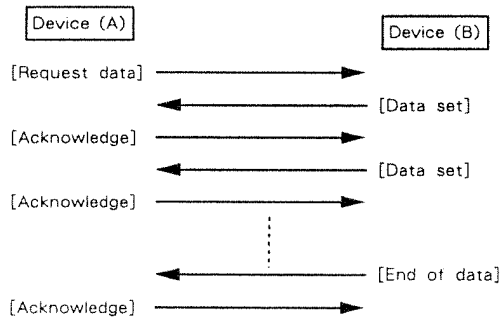 Device (A)
Device (B)
[Request data]
[Data set]
[Acknowledge]
[Data set]
[Acknowledge]
[End of data]
[Acknowledge]